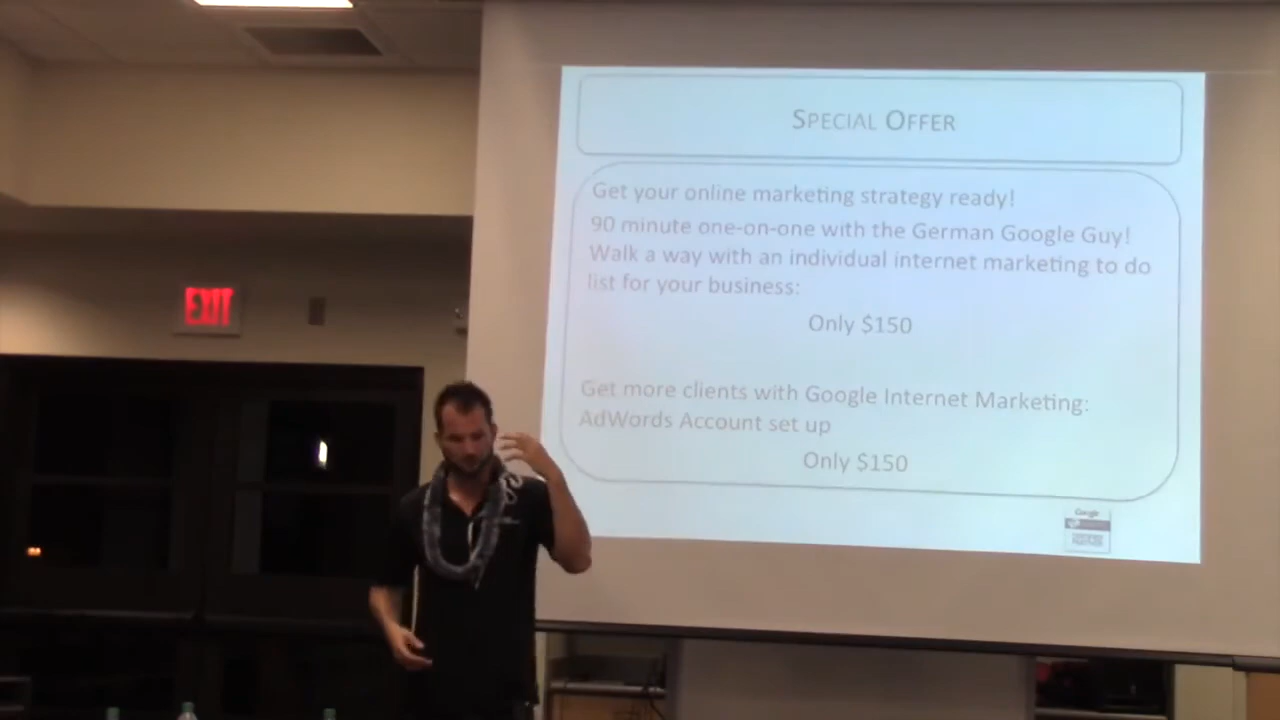 SPECIAL OFFER
Get your online marketing strategy ready!
90 minute one-on-one with the German Google Guy!
Walk a way with an individual internet marketing to do
list for your business:
Only $150
Get more clients with Google Internet Marketing:
AdWords Account set up
Only $150
Google
EXIT